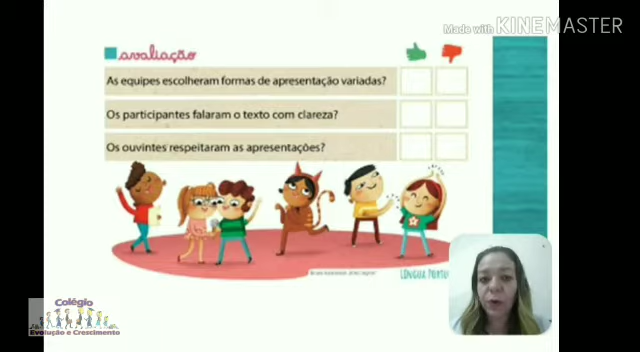 Made with KINEMASTER
avaliação
As equipes escolheram formas de apresentação variadas?
Os participantes falaram o texto com clareza?
Os ouvintes respeitaram as apresentações?
LÍNGUA PORTU
Colégio
Evolução e Crescimento